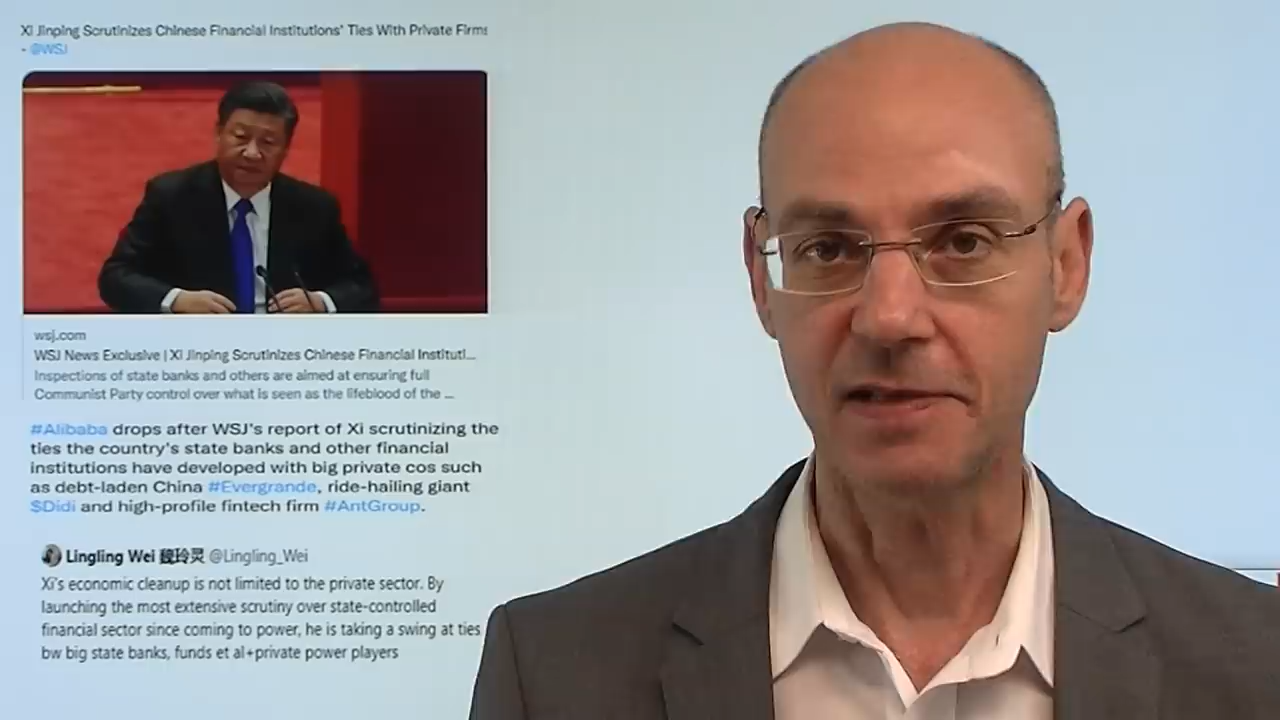 Xi Jinping Scrutinizes Chinese Financial Institutions' Ties With Private Firms
- @WSJ
wsj.com
WSJ News Exclusive | Xi Jinping Scrutinizes Chinese Financial Instituti...
Inspections of state banks and others are aimed at ensuring full
Communist Party control over what is seen as the lifeblood of the ...
#Alibaba drops after WSJ's report of Xi scrutinizing the
ties the country's state banks and other financial
institutions have developed with big private cos such
as debt-laden China #Evergrande, ride-hailing giant
$Didi and high-profile fintech firm #AntGroup.
Lingling Wei 魏玲灵 @Lingling_Wei
Xi's economic cleanup is not limited to the private sector. By
launching the most extensive scrutiny over state-controlled
financial sector since coming to power, he is taking a swing at ties
bw big state banks, funds et al+private power players